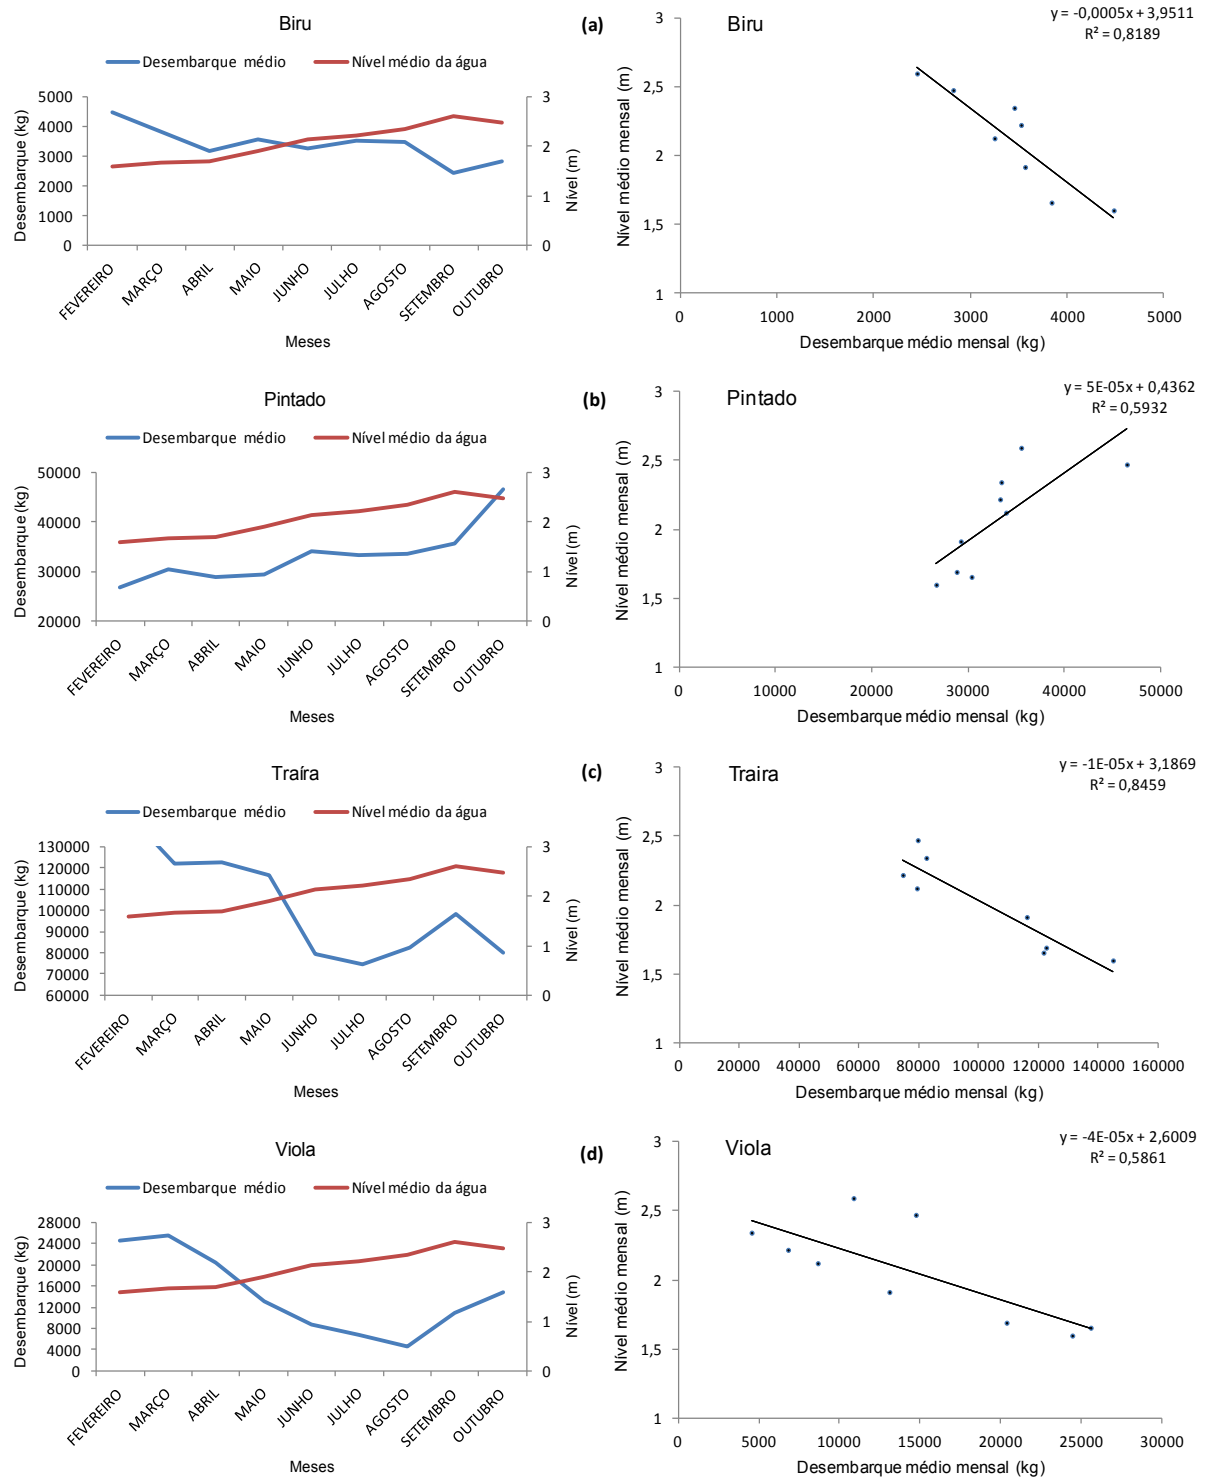 Biru
(a)
Desembarque médio
Nível médio da água
Desembarque (kg)
5000
4000
3000
2000
1000
0
3
2
1
0
Nível (m)
FEVEREIRO
MARÇO
ABRIL
MAIO
JUNHO
JULHO
AGOSTO
SETEMBRO
OUTUBRO
Meses
Biru
y = -0,0005x + 3,9511
R² = 0,8189
Nível médio mensal (m)
3
2,5
2
1,5
1
0
1000
2000
3000
4000
5000
Desembarque médio mensal (kg)
Pintado
(b)
Desembarque médio
Nível médio da água
Desembarque (kg)
50000
40000
30000
20000
3
2
1
0
Nível (m)
FEVEREIRO
MARÇO
ABRIL
MAIO
JUNHO
JULHO
AGOSTO
SETEMBRO
OUTUBRO
Meses
Pintado
y = 5E-05x + 0,4362
R² = 0,5932
Nível médio mensal (m)
3
2,5
2
1,5
1
0
10000
20000
30000
40000
50000
Desembarque médio mensal (kg)
Traíra
(c)
Desembarque médio
Nível médio da água
Desembarque (kg)
130000
120000
110000
100000
90000
80000
70000
60000
3
2
1
0
Nível (m)
FEVEREIRO
MARÇO
ABRIL
MAIO
JUNHO
JULHO
AGOSTO
SETEMBRO
OUTUBRO
Meses
Traira
y = -1E-05x + 3,1869
R² = 0,8459
Nível médio mensal (m)
3
2,5
2
1,5
1
0
20000
40000
60000
80000
100000
120000
140000
160000
Desembarque médio mensal (kg)
Viola
(d)
Desembarque médio
Nível médio da água
Desembarque (kg)
28000
24000
20000
16000
12000
8000
4000
0
3
2
1
0
Nível (m)
FEVEREIRO
MARÇO
ABRIL
MAIO
JUNHO
JULHO
AGOSTO
SETEMBRO
OUTUBRO
Meses
Viola
y = -4E-05x + 2,6009
R² = 0,5861
Nível médio mensal (m)
3
2,5
2
1,5
1
0
5000
10000
15000
20000
25000
30000
Desembarque médio mensal (kg)